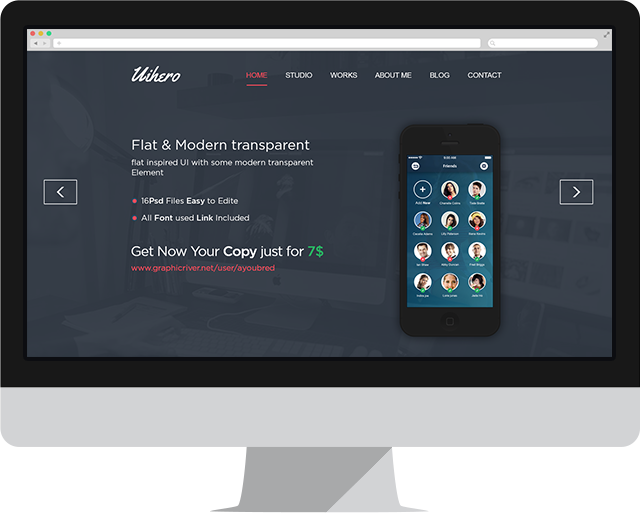 Uihero
HOME STUDIO WORKS ABOUT ME BLOG CONTACT
Flat & Modern transparent
flat inspired UI with some modern transparent
Element
16Psd Files Easy to Edite
All Font used Link Included
Get Now Your Copy just for 7$
www.graphicriver.net/user/ayoubred
Friends
Add New